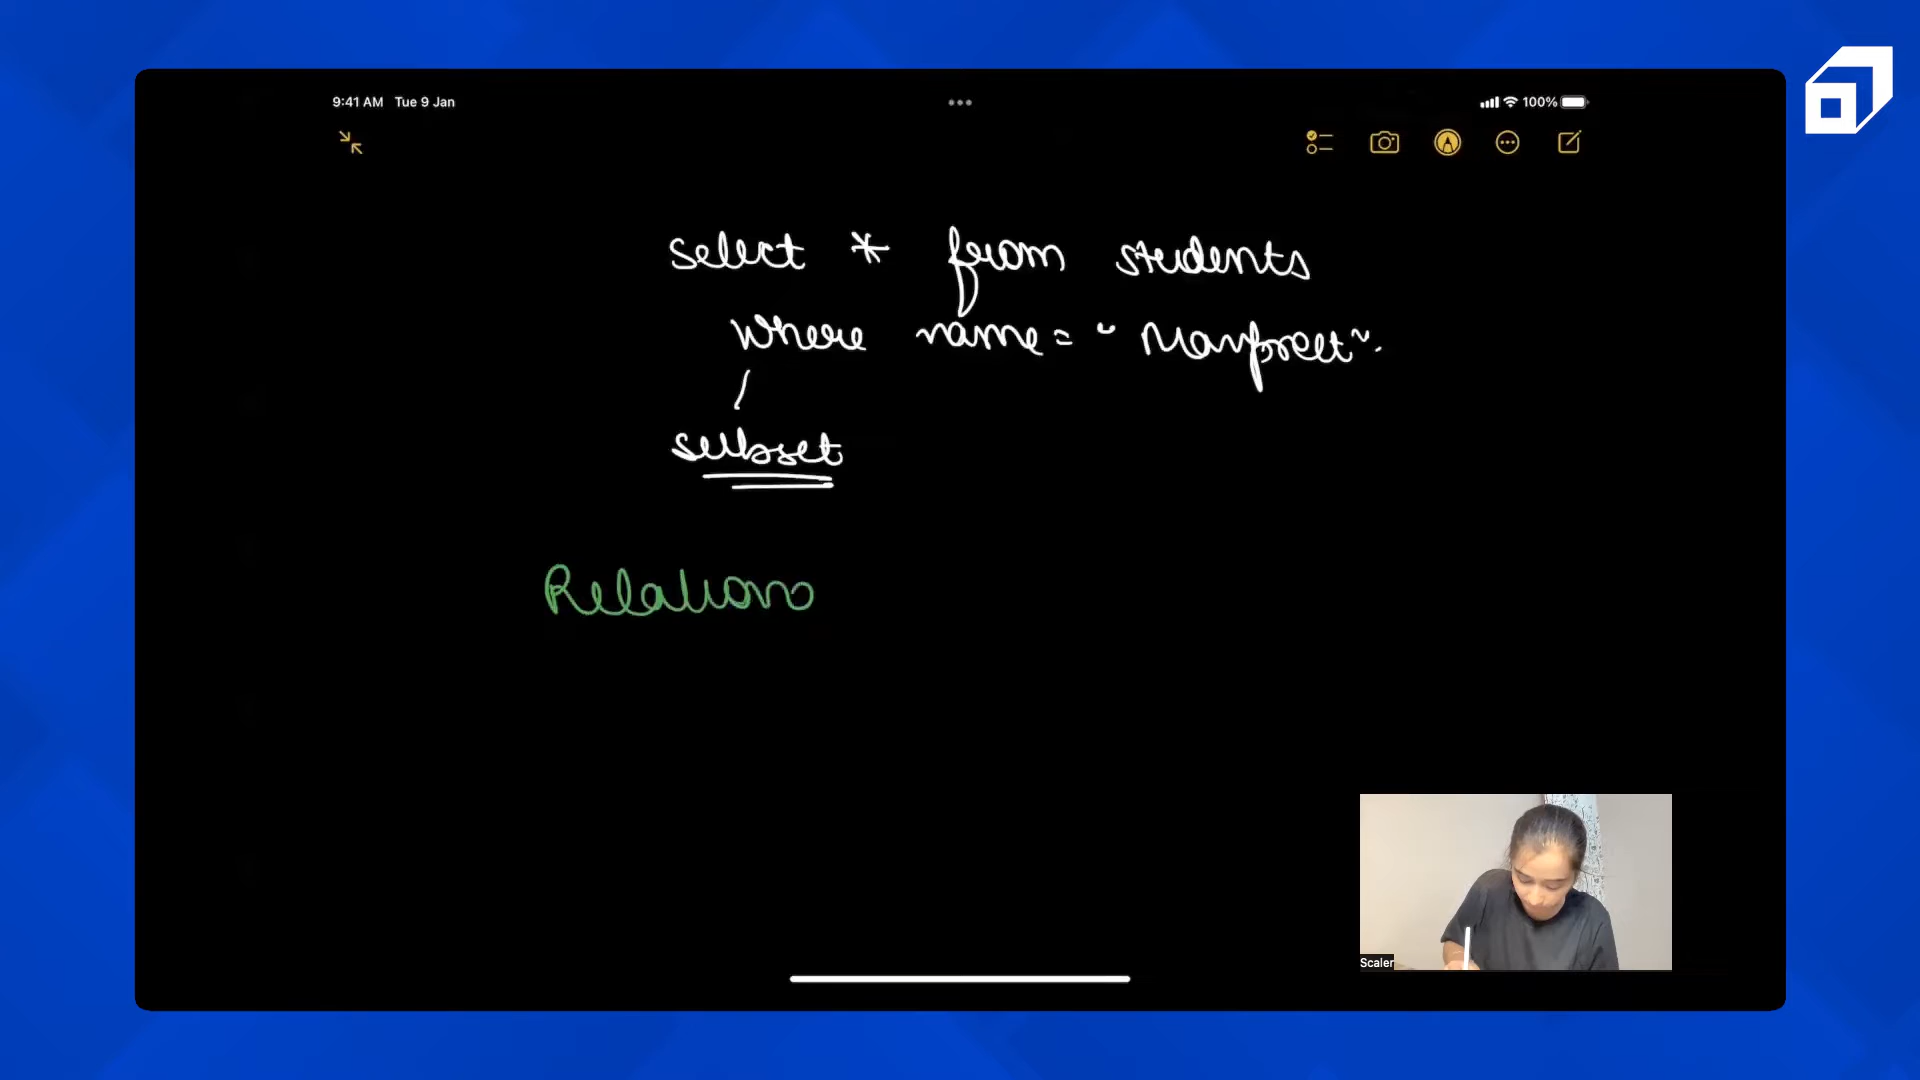 9:41 AM Tue 9 Jan
100%
select * from students
where name = "Manpreet".
subset
Relations
Scaler